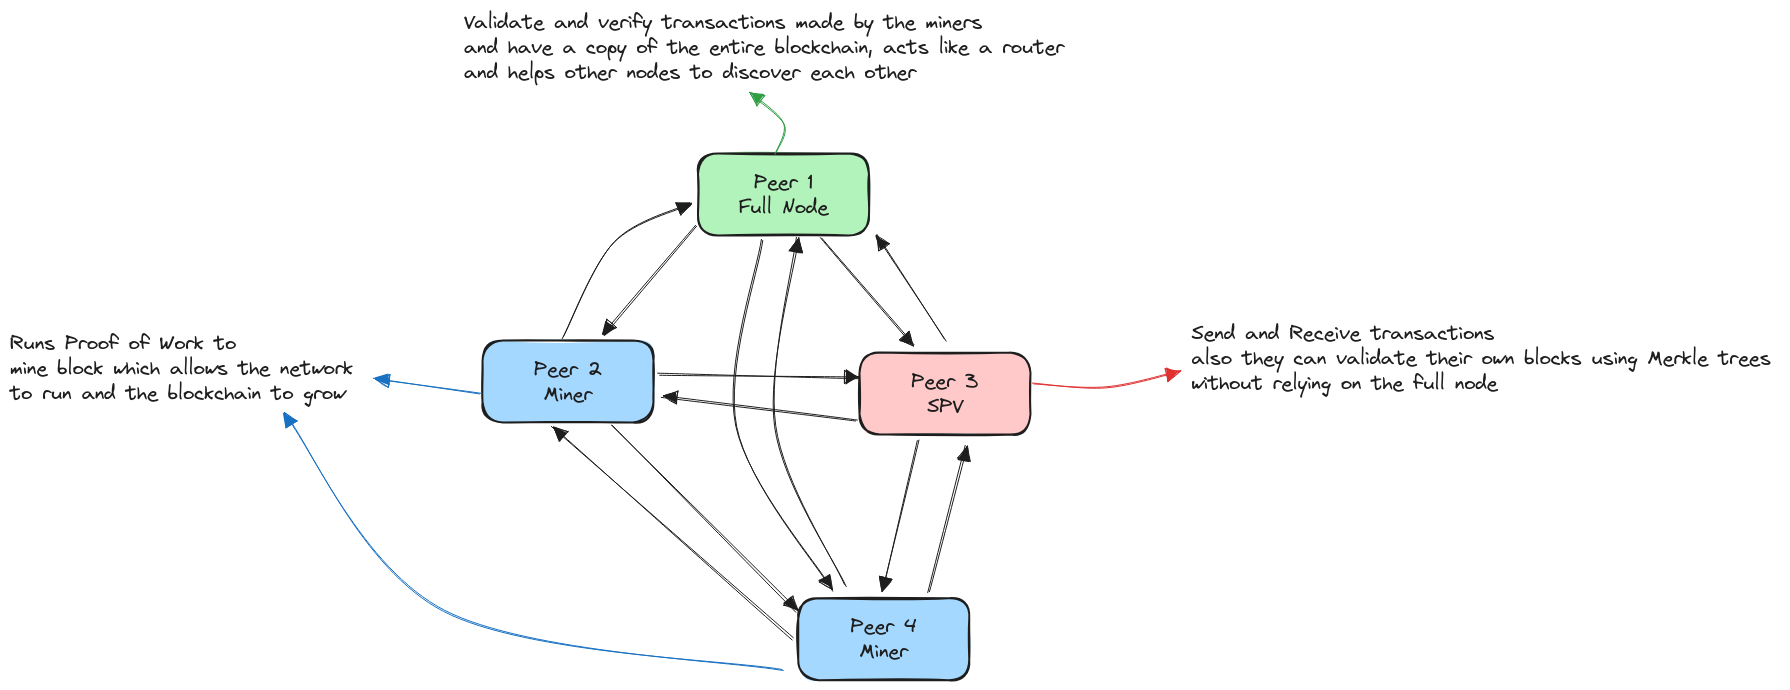 Validate and verify transactions made by the miners
and have a copy of the entire blockchain, acts like a router
and helps other nodes to discover each other
Peer 1
Full Node
Runs Proof of Work to
mine block which allows the network
to run and the blockchain to grow
Peer 2
Miner
Peer 3
SPV
Send and Receive transactions
also they can validate their own blocks using Merkle trees
without relying on the full node
Peer 4
Miner